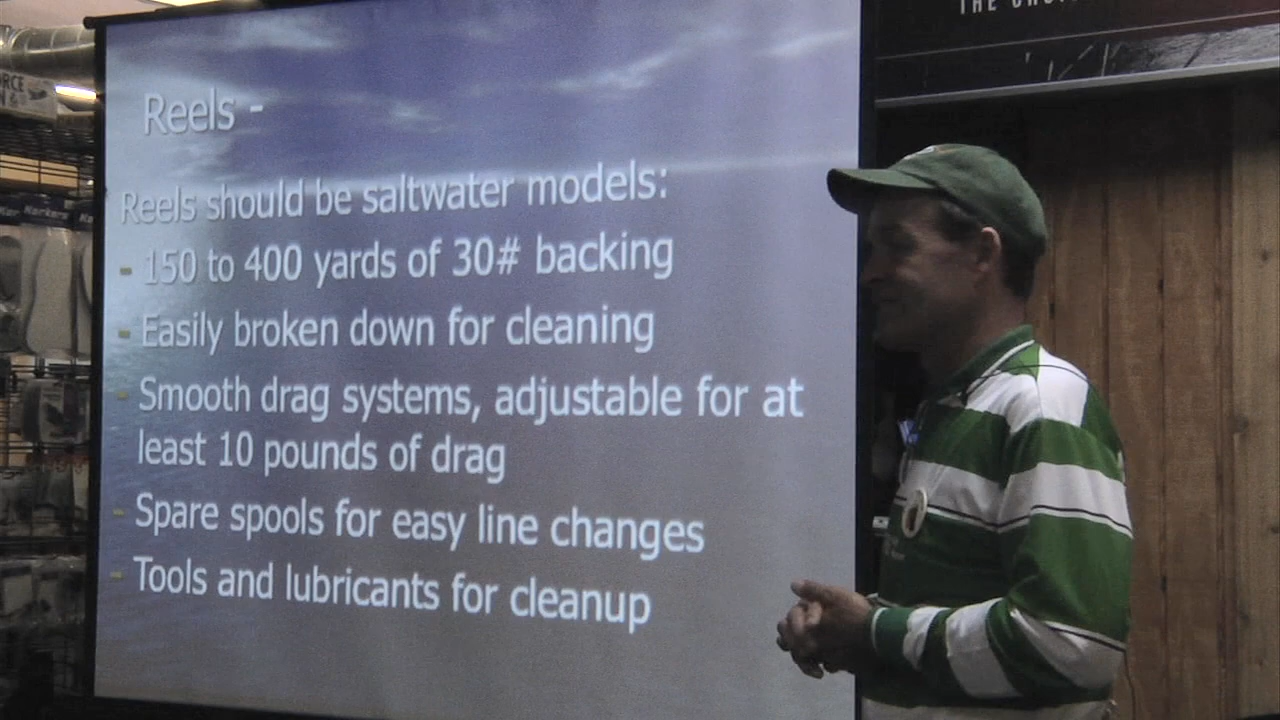 THE
Reels -
Reels should be saltwater models:
- 150 to 400 yards of 30# backing
- Easily broken down for cleaning
- Smooth drag systems, adjustable for at
least 10 pounds of drag
- Spare spools for easy line changes
- Tools and lubricants for cleanup
Korkers